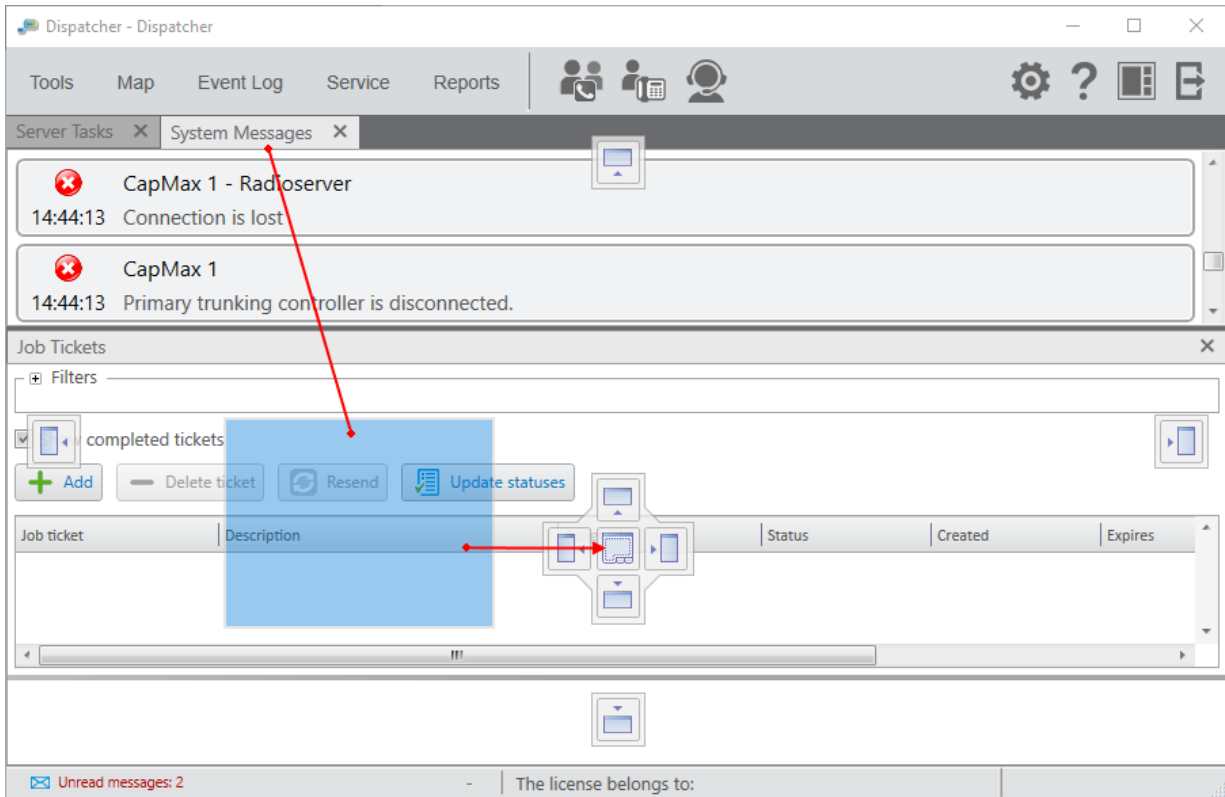 Dispatcher - Dispatcher
Tools Map Event Log Service Reports
Server Tasks System Messages
CapMax 1 - Radioserver
14:44:13 Connection is lost
CapMax 1
14:44:13 Primary trunking controller is disconnected.
Job Tickets
Filters
completed tickets
Add Delete ticket Resend Update statuses
Job ticket Description Status Created Expires
Unread messages: 2 - The license belongs to: